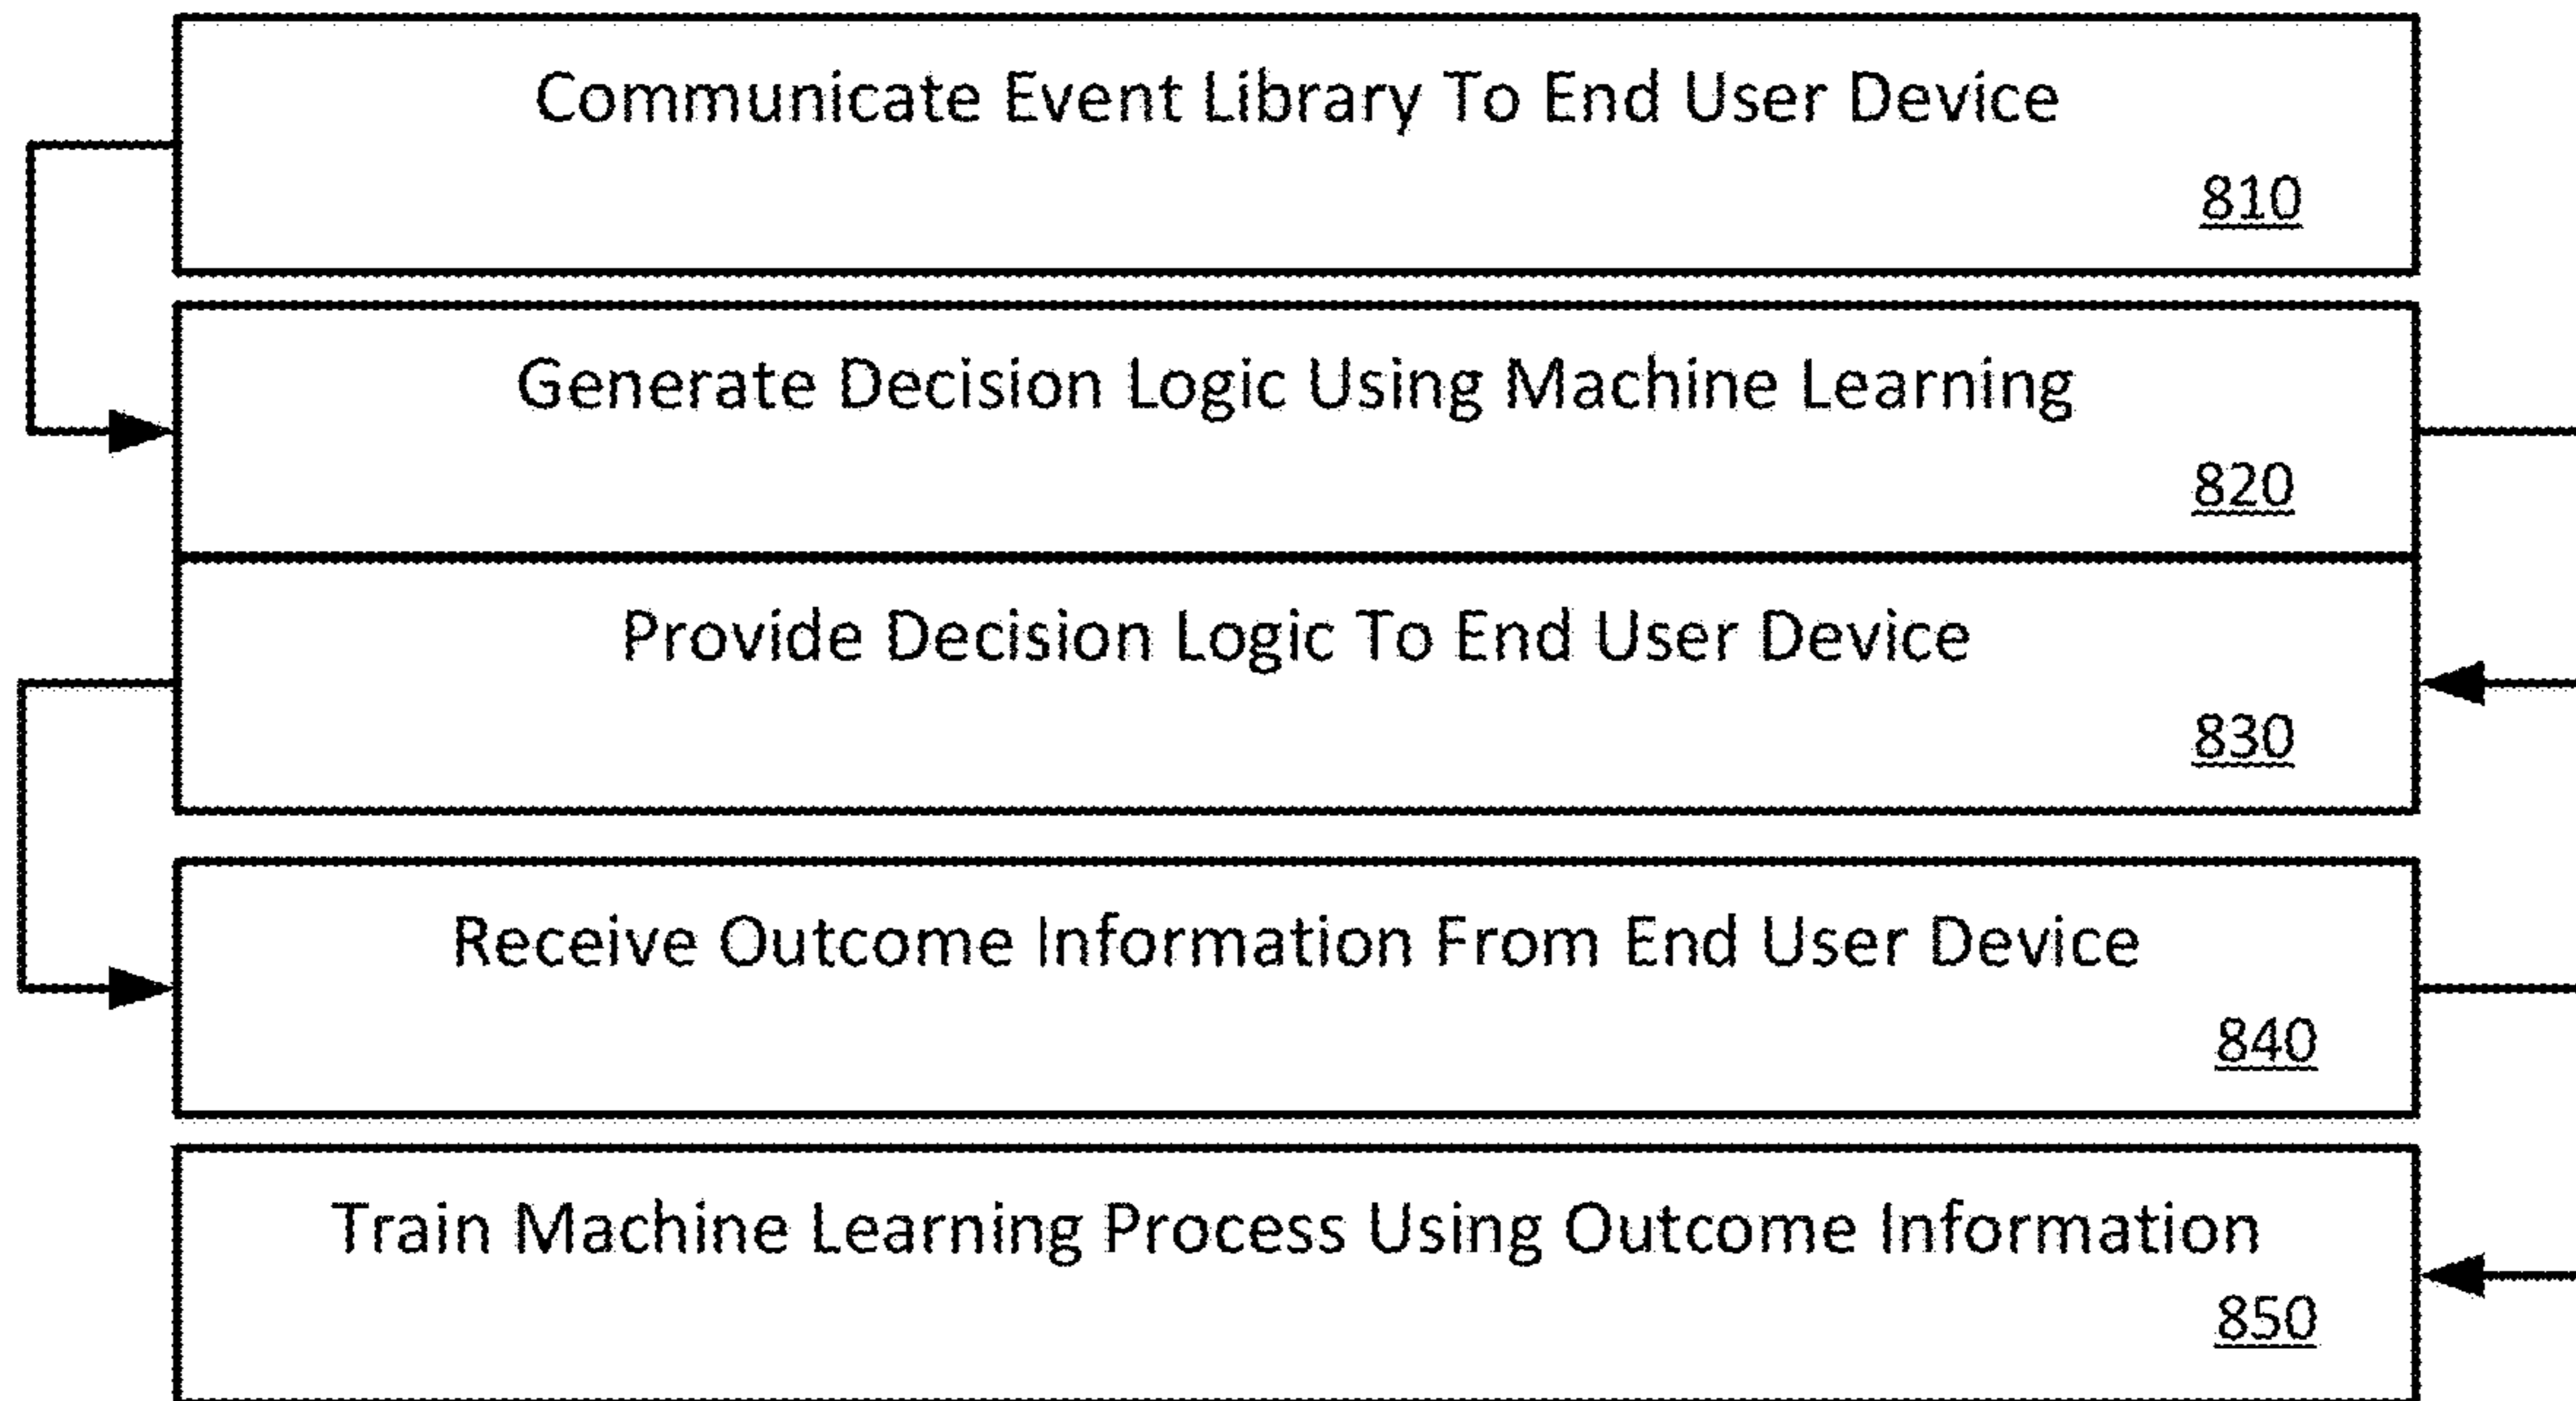 Communicate Event Library To End User Device
810
Generate Decision Logic Using Machine Learning
820
Provide Decision Logic To End User Device
830
Receive Outcome Information From End User Device
840
Train Machine Learning Process Using Outcome Information
850